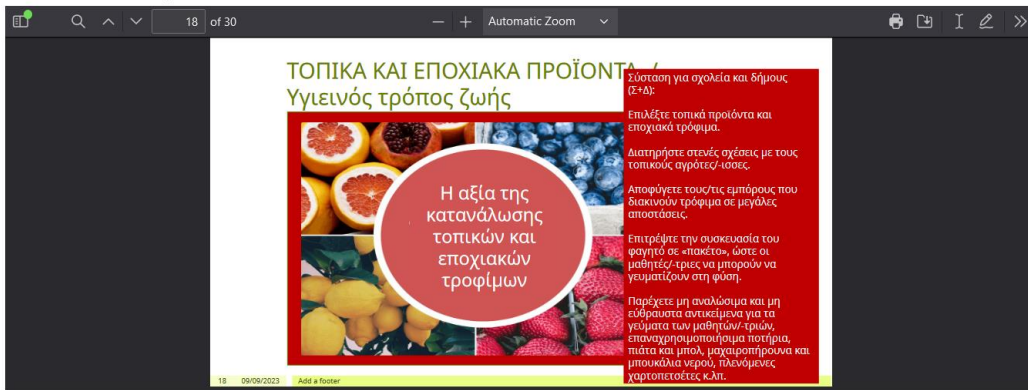 18 of 30
Automatic Zoom
ΤΟΠΙΚΑ ΚΑΙ ΕΠΟΧΙΑΚΑ ΠΡΟΪΟΝΤΑ /
Υγιεινός τρόπος ζωής
Η αξία της
κατανάλωσης
τοπικών και
εποχιακών
τροφίμων
Σύσταση για σχολεία και δήμους
(Σ+Δ):
Επιλέξτε τοπικά προϊόντα και
εποχιακά τρόφιμα.
Διατηρήστε στενές σχέσεις με τους
τοπικούς αγρότες/-ισσες.
Αποφύγετε τους/τις εμπόρους που
διακινούν τρόφιμα σε μεγάλες
αποστάσεις.
Επιτρέψτε την συσκευασία του
φαγητό σε «πακέτο», ώστε οι
μαθητές/-τριες να μπορούν να
γευματίζουν στη φύση.
Παρέχετε μη αναλώσιμα και μη
εύθραυστα αντικείμενα για τα
γεύματα των μαθητών/-τριών,
επαναχρησιμοποιήσιμα ποτήρια,
πιάτα και μπολ, μαχαιροπήρουνα και
μπουκάλια νερού, πλενόμενες
χαρτοπετσέτες κ.λπ.
18 09/09/2023 Add a footer